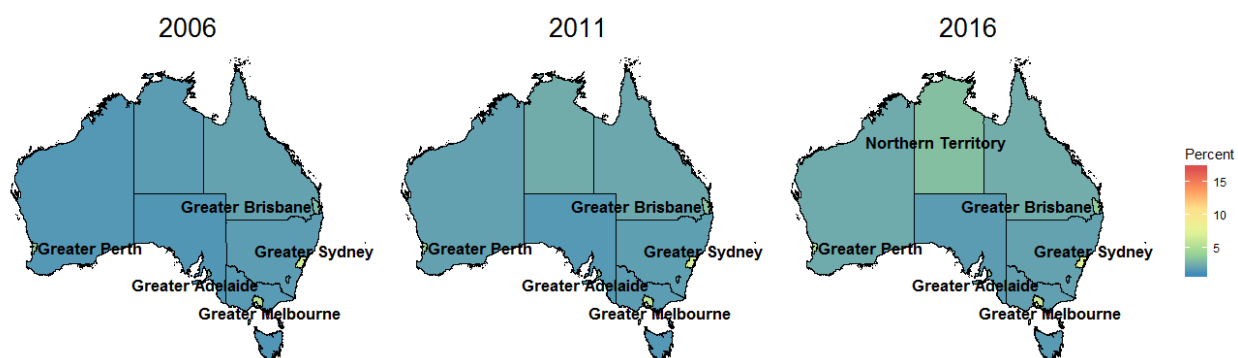 2006
2011
2016
Northern Territory
Greater Brisbane
Greater Perth
Greater Sydney
Greater Adelaide
Greater Melbourne
Greater Brisbane
Greater Perth
Greater Sydney
Greater Adelaide
Greater Melbourne
Greater Brisbane
Greater Perth
Greater Sydney
Greater Adelaide
Greater Melbourne
Percent
15
10
5